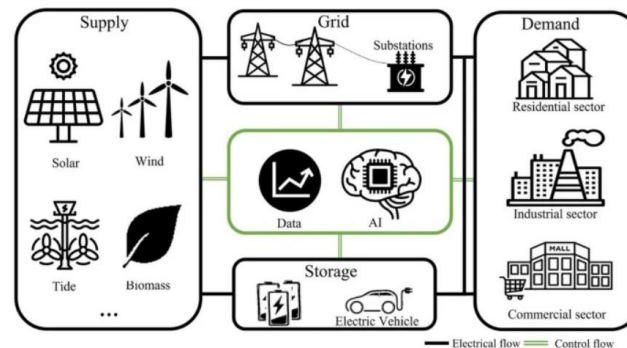 Supply
Solar
Wind
Tide
Biomass
...
Grid
Substations
Data
AI
Storage
Electric Vehicle
Demand
Residential sector
Industrial sector
MALL
Commercial sector
Electrical flow
Control flow